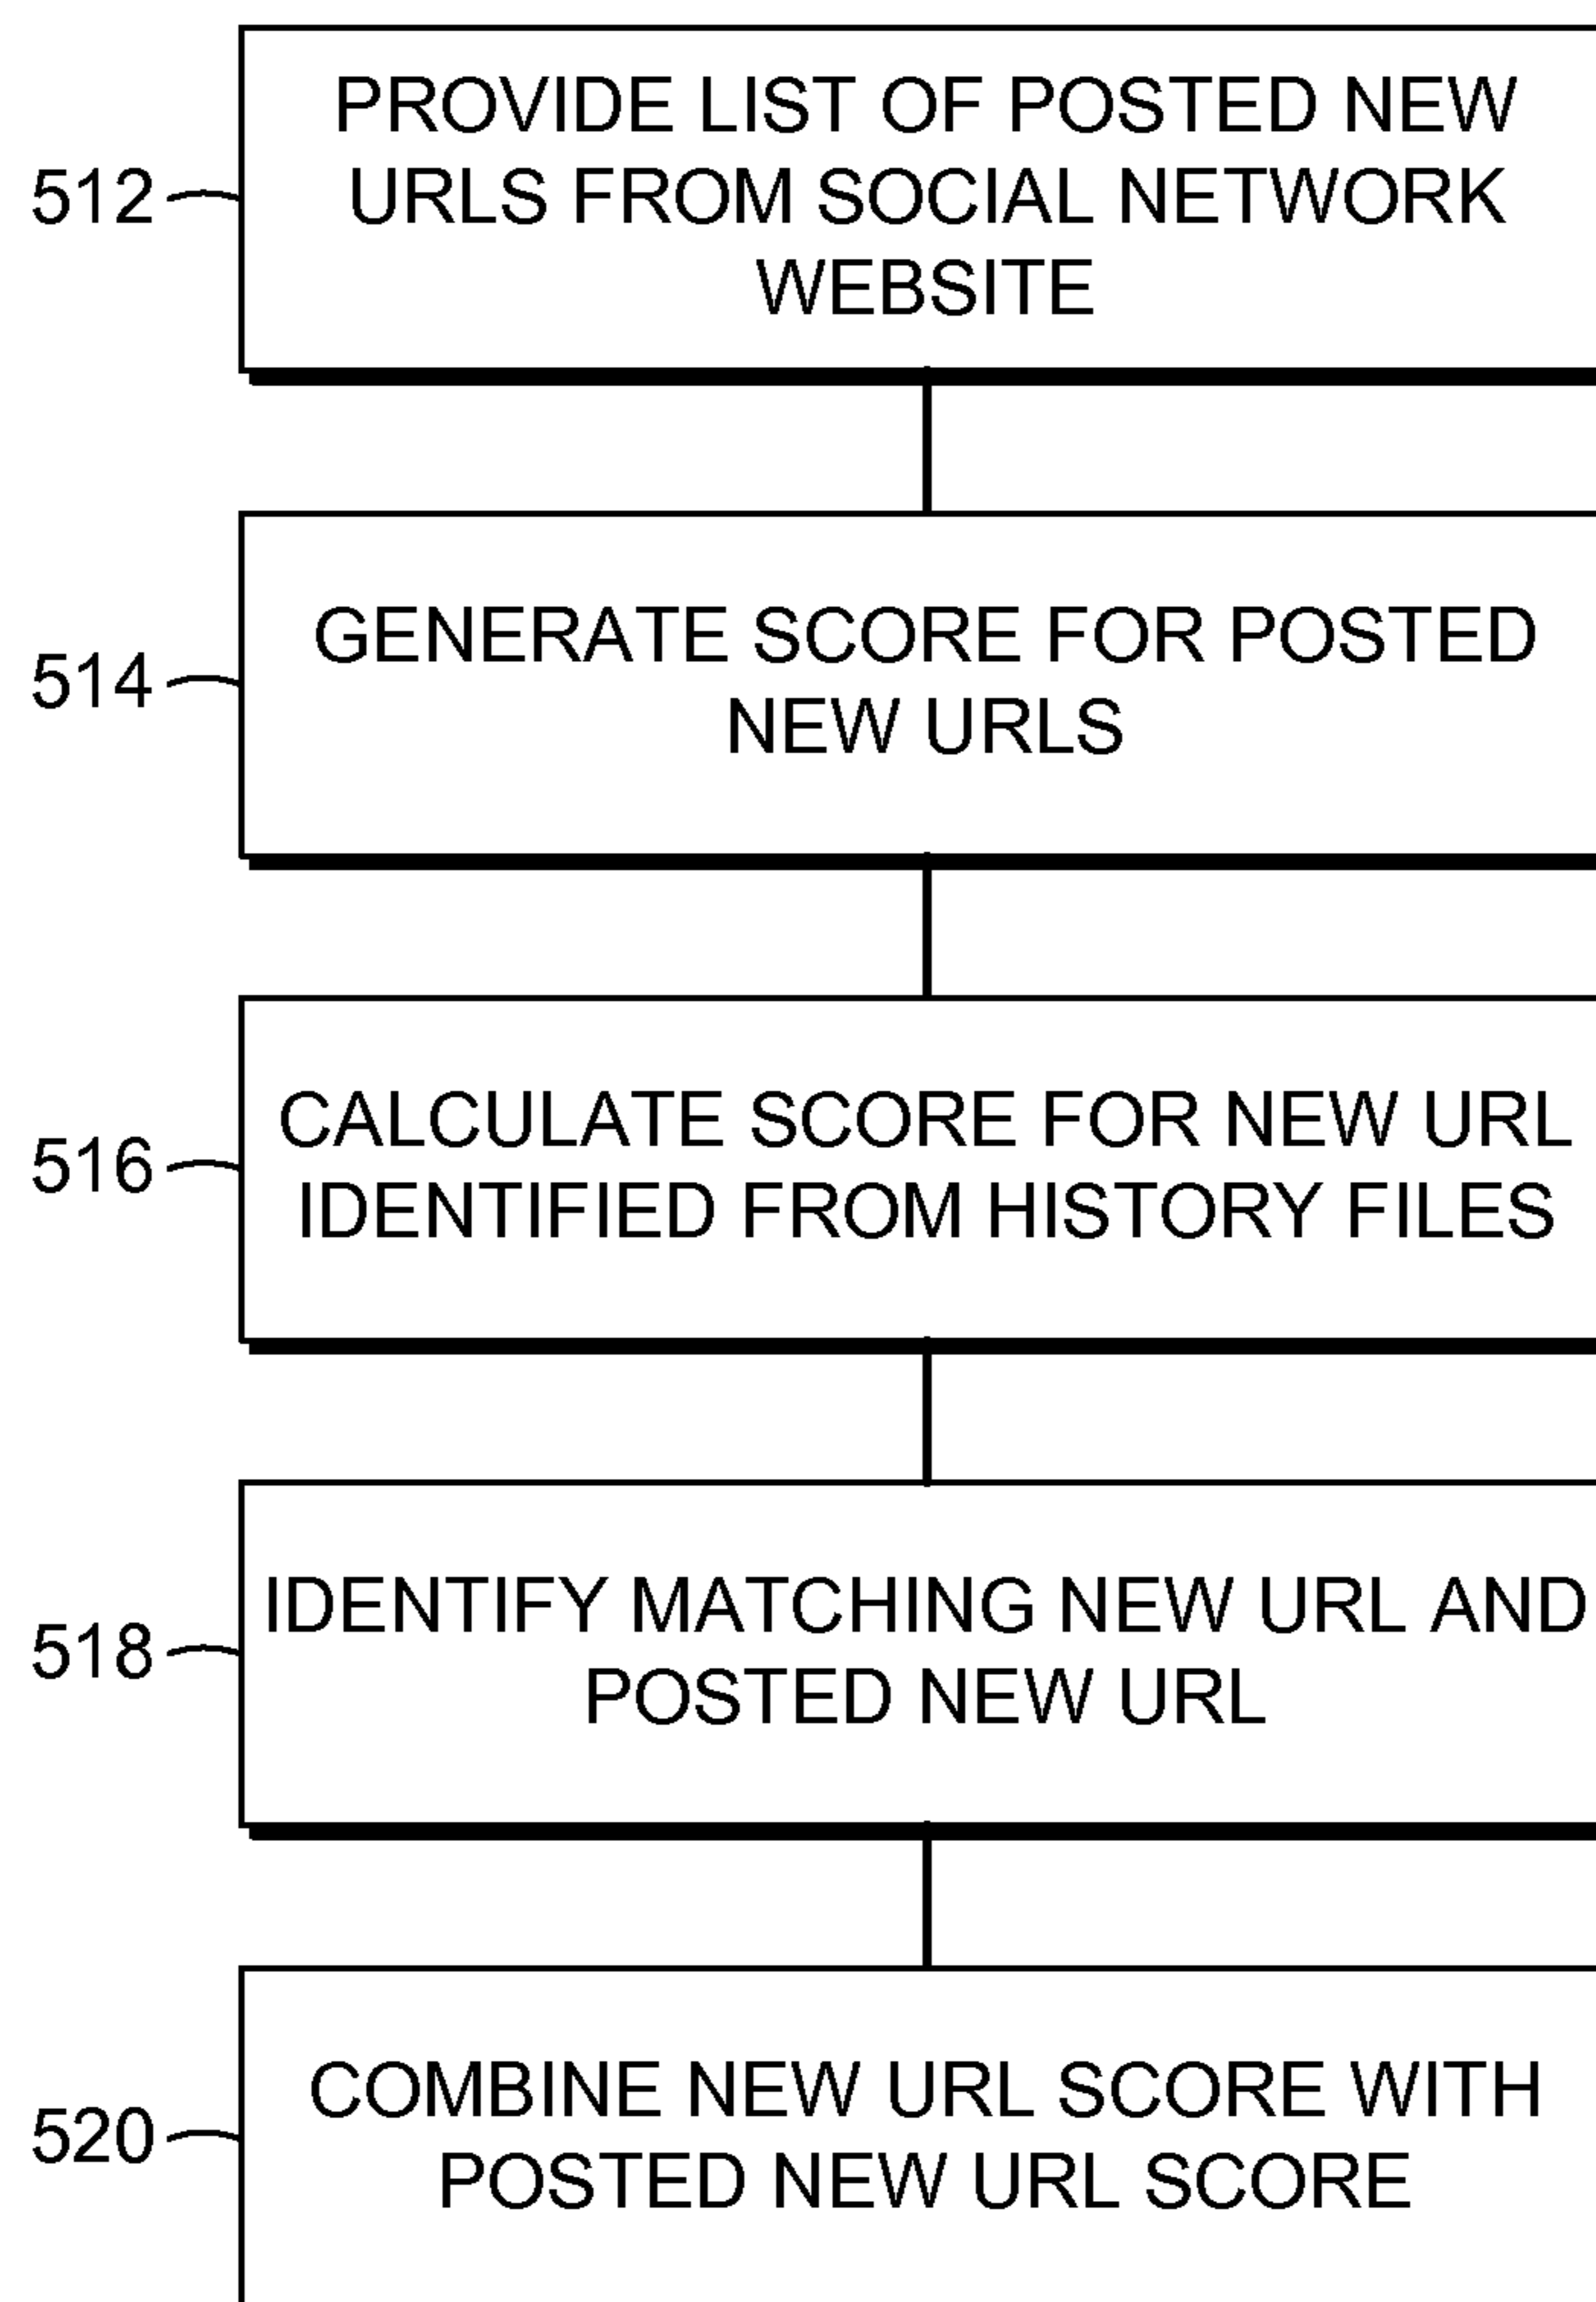 PROVIDE LIST OF POSTED NEW
URLS FROM SOCIAL NETWORK
WEBSITE
512
GENERATE SCORE FOR POSTED
NEW URLS
514
CALCULATE SCORE FOR NEW URL
IDENTIFIED FROM HISTORY FILES
516
IDENTIFY MATCHING NEW URL AND
POSTED NEW URL
518
COMBINE NEW URL SCORE WITH
POSTED NEW URL SCORE
520